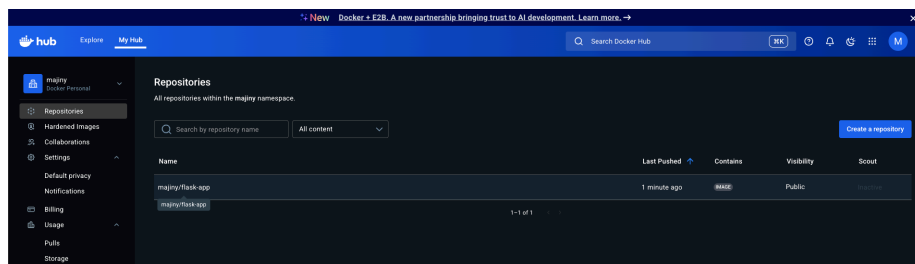 New Docker + E2B. A new partnership bringing trust to AI development. Learn more. →
hub Explore My Hub Search Docker Hub ⌘K M
majiny
Docker Personal
Repositories
Hardened Images
Collaborations
Settings
Default privacy
Notifications
Billing
Usage
Pulls
Storage
Repositories
All repositories within the majiny namespace.
Search by repository name All content
Create a repository
Name Last Pushed ↑ Contains Visibility Scout
majiny/flask-app 1 minute ago IMAGE Public Inactive
majiny/flask-app
1–1 of 1